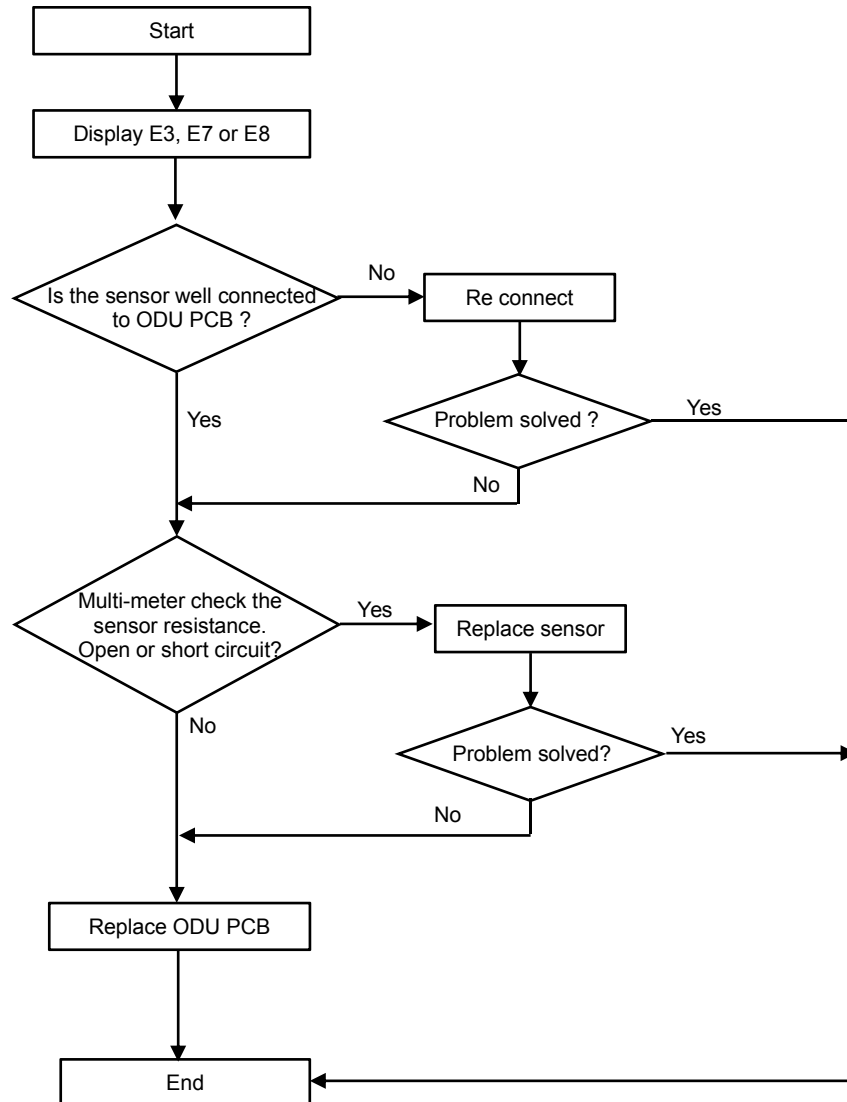 Start
Display E3, E7 or E8
Is the sensor well connected
to ODU PCB ?
No
Re connect
Yes
Problem solved ?
Yes
No
Multi-meter check the
sensor resistance.
Open or short circuit?
Yes
Replace sensor
No
Problem solved?
Yes
No
Replace ODU PCB
End